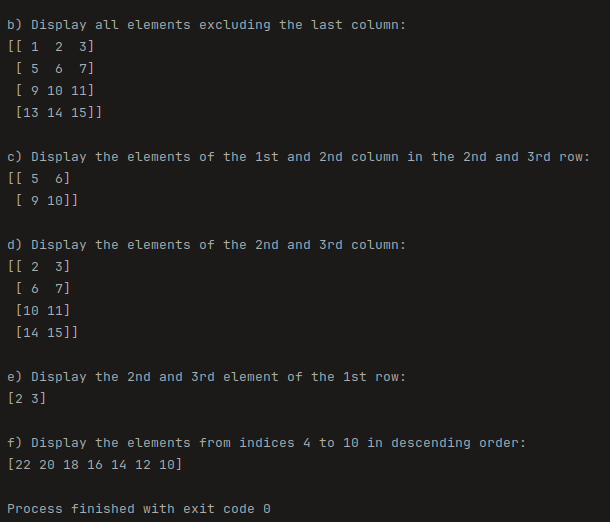 b) Display all elements excluding the last column:
[[ 1  2  3]
 [ 5  6  7]
 [ 9 10 11]
 [13 14 15]]
c) Display the elements of the 1st and 2nd column in the 2nd and 3rd row:
[[ 5  6]
 [ 9 10]]
d) Display the elements of the 2nd and 3rd column:
[[ 2  3]
 [ 6  7]
 [10 11]
 [14 15]]
e) Display the 2nd and 3rd element of the 1st row:
[2 3]
f) Display the elements from indices 4 to 10 in descending order:
[22 20 18 16 14 12 10]
Process finished with exit code 0